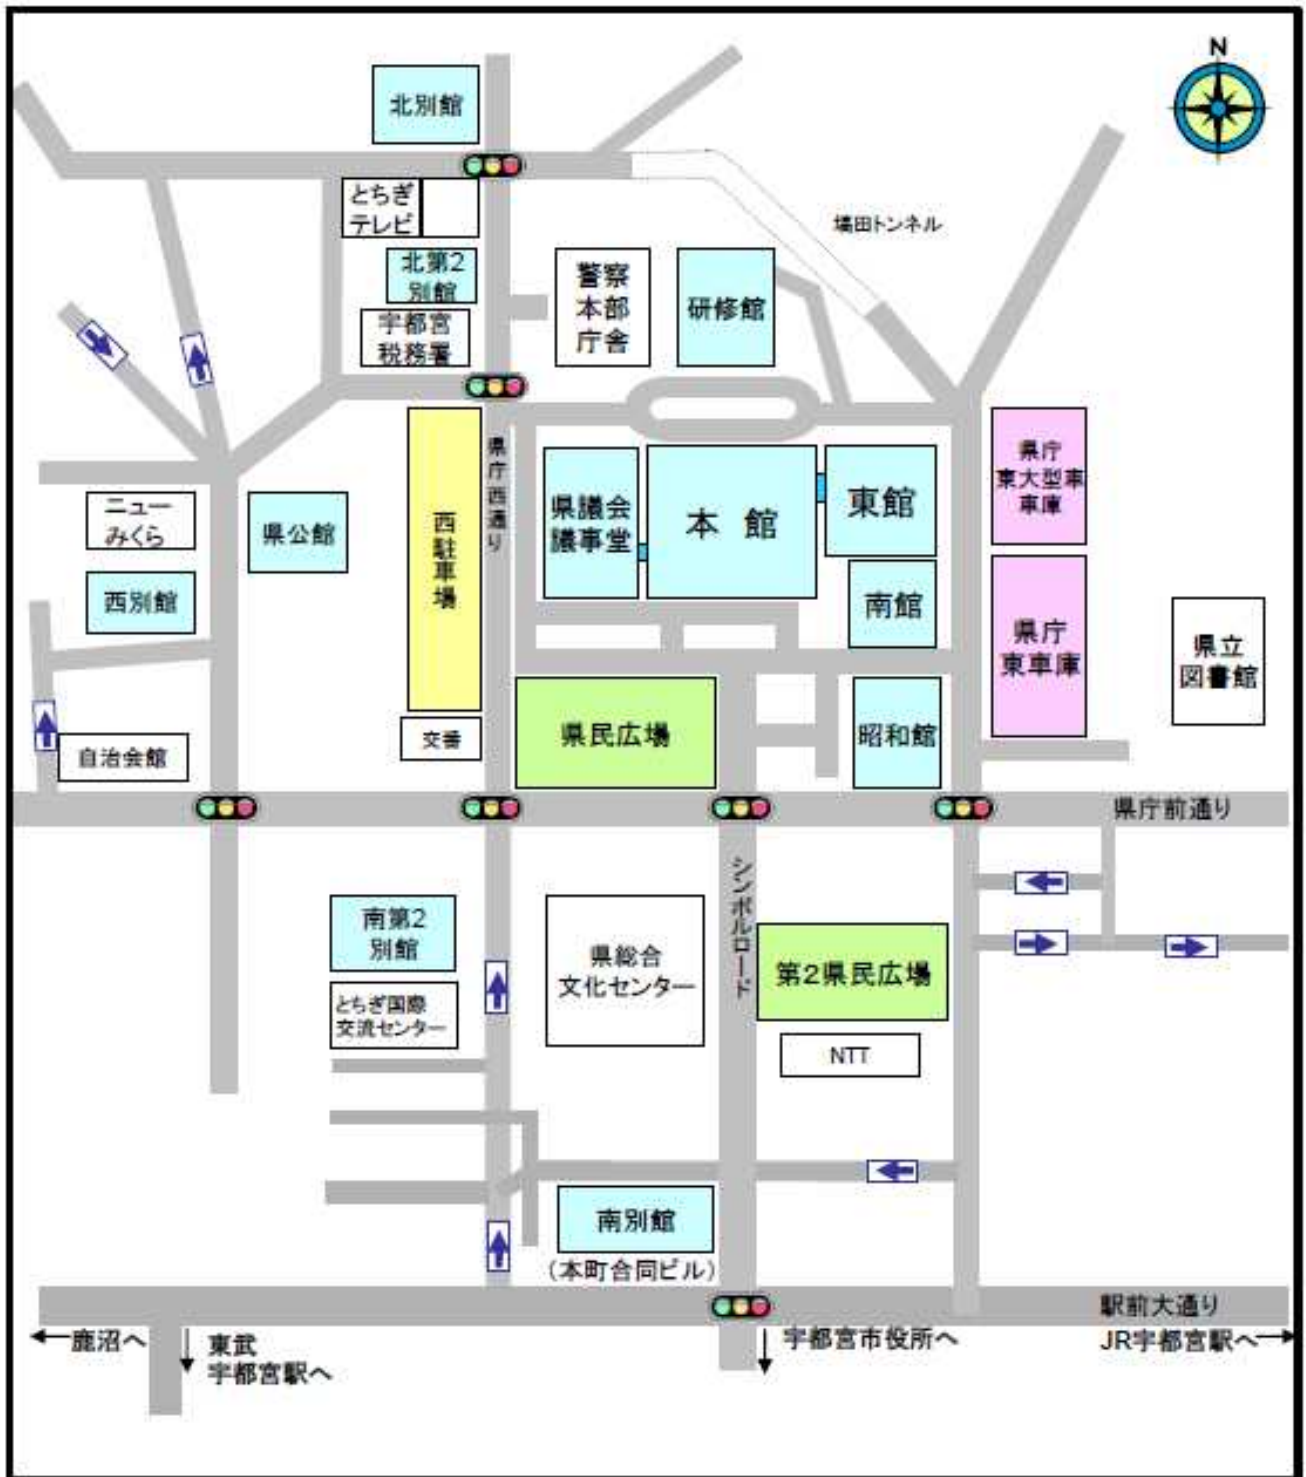 N
北別館
とちぎ
テレビ
北第2
別館
宇都宮
税務署
警察
本部
庁舎
研修館
塙田トンネル
県庁西通り
西駐車場
県議会
議事堂
本 館
東館
南館
県庁
東大型車
車庫
県庁
東車庫
県立
図書館
ニュー
みくら
県公館
西別館
自治会館
交番
県民広場
昭和館
県庁前通り
シンボルロード
南第2
別館
とちぎ国際
交流センター
県総合
文化センター
第2県民広場
NTT
南別館
(本町合同ビル)
駅前大通り
鹿沼へ
東武
宇都宮駅へ
宇都宮市役所へ
JR宇都宮駅へ